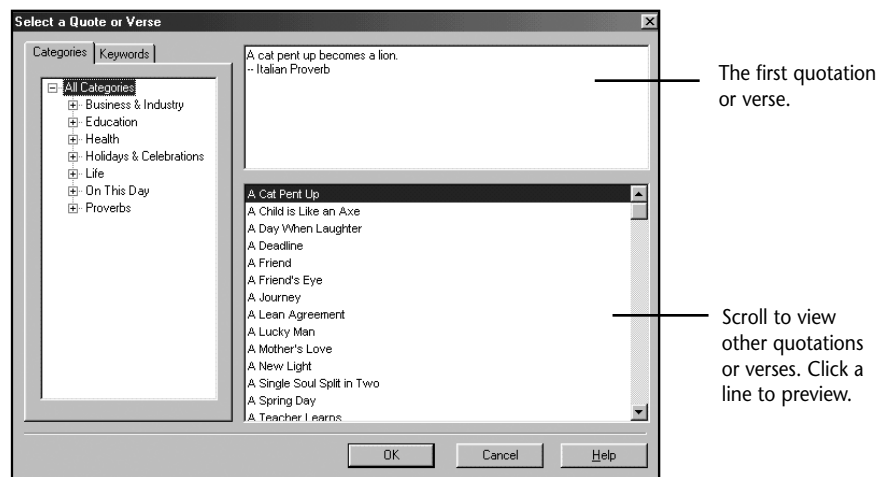 Select a Quote or Verse
Categories
Keywords
All Categories
Business & Industry
Education
Health
Holidays & Celebrations
Life
On This Day
Proverbs
A cat pent up becomes a lion.
-- Italian Proverb
A Cat Pent Up
A Child is Like an Axe
A Day When Laughter
A Deadline
A Friend
A Friend's Eye
A Journey
A Lean Agreement
A Lucky Man
A Mother's Love
A New Light
A Single Soul Split in Two
A Spring Day
A Teacher Learns
OK
Cancel
Help
The first quotation
or verse.
Scroll to view
other quotations
or verses. Click a
line to preview.